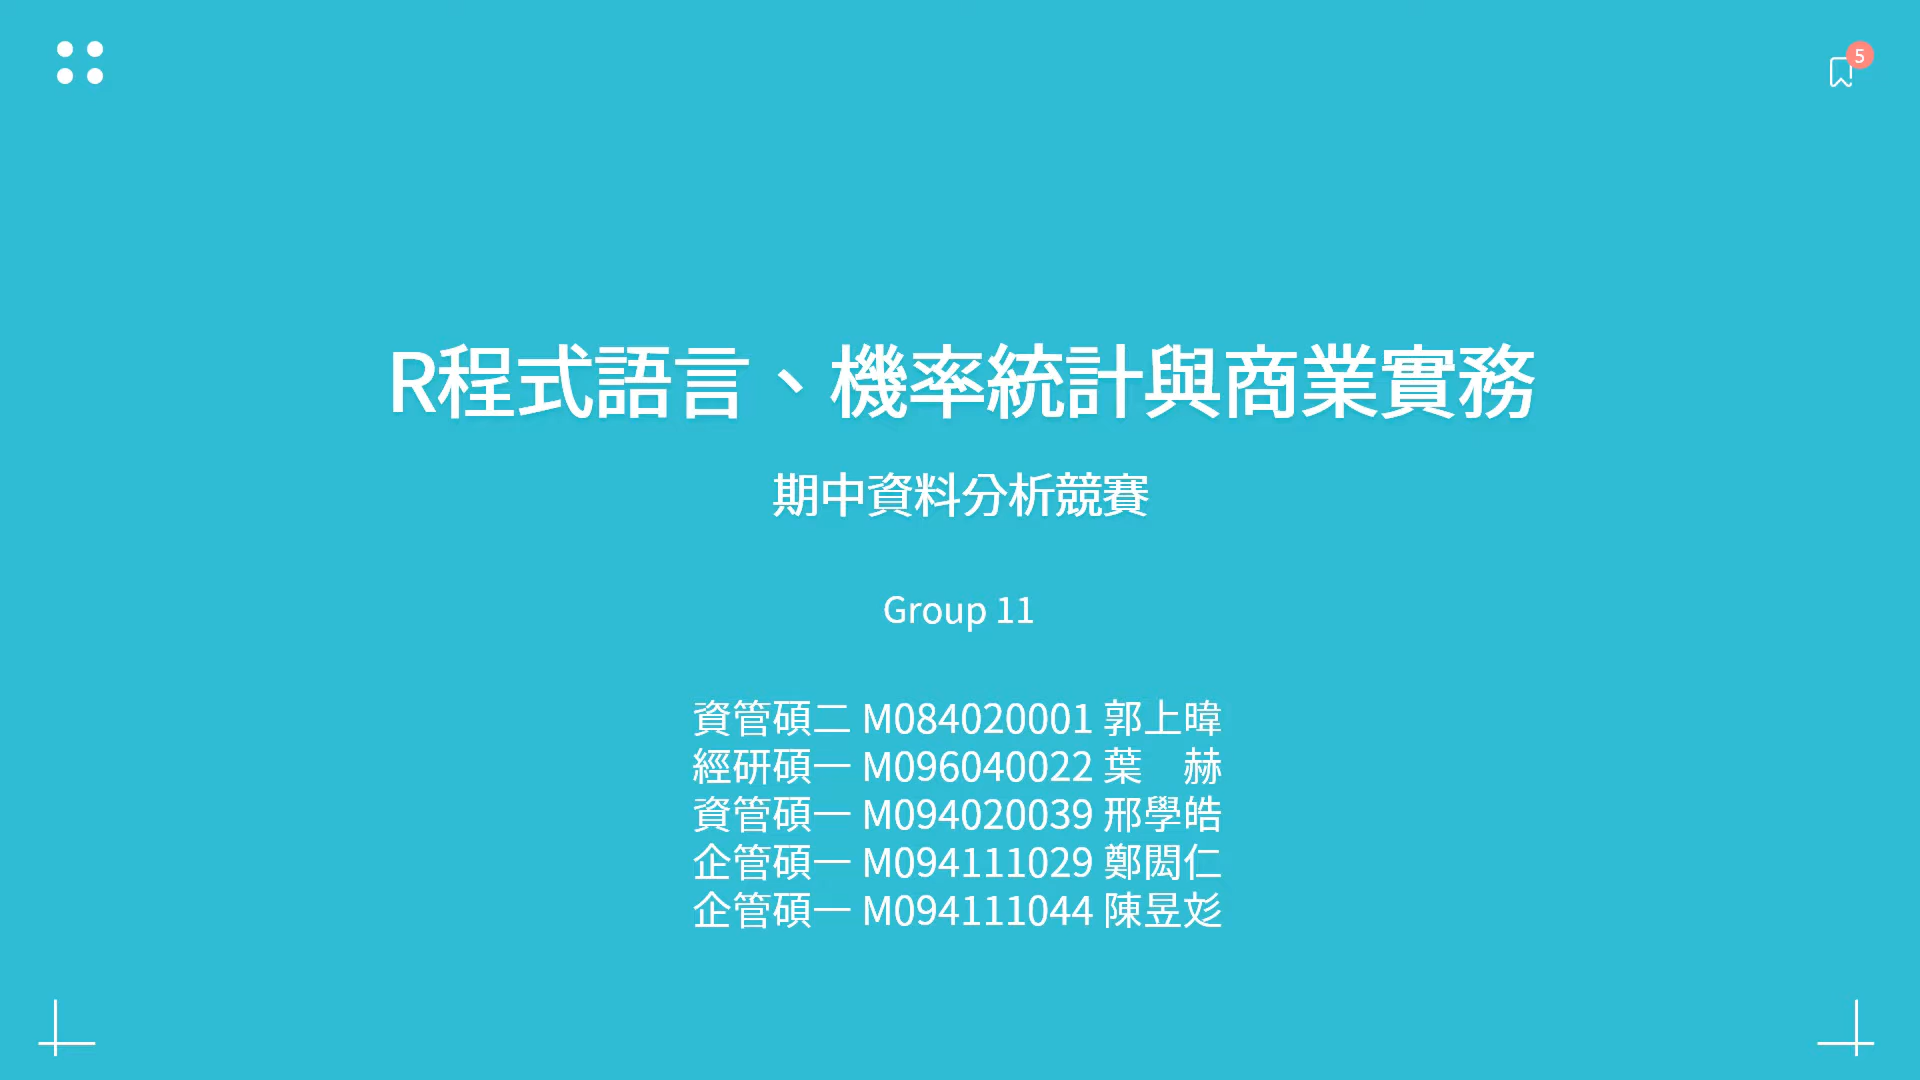 5
R程式語言、機率統計與商業實務
期中資料分析競賽
Group 11
資管碩二 M084020001 郭上暐
經研碩一 M096040022 葉　赫
資管碩一 M094020039 邢學皓
企管碩一 M094111029 鄭閎仁
企管碩一 M094111044 陳昱彣